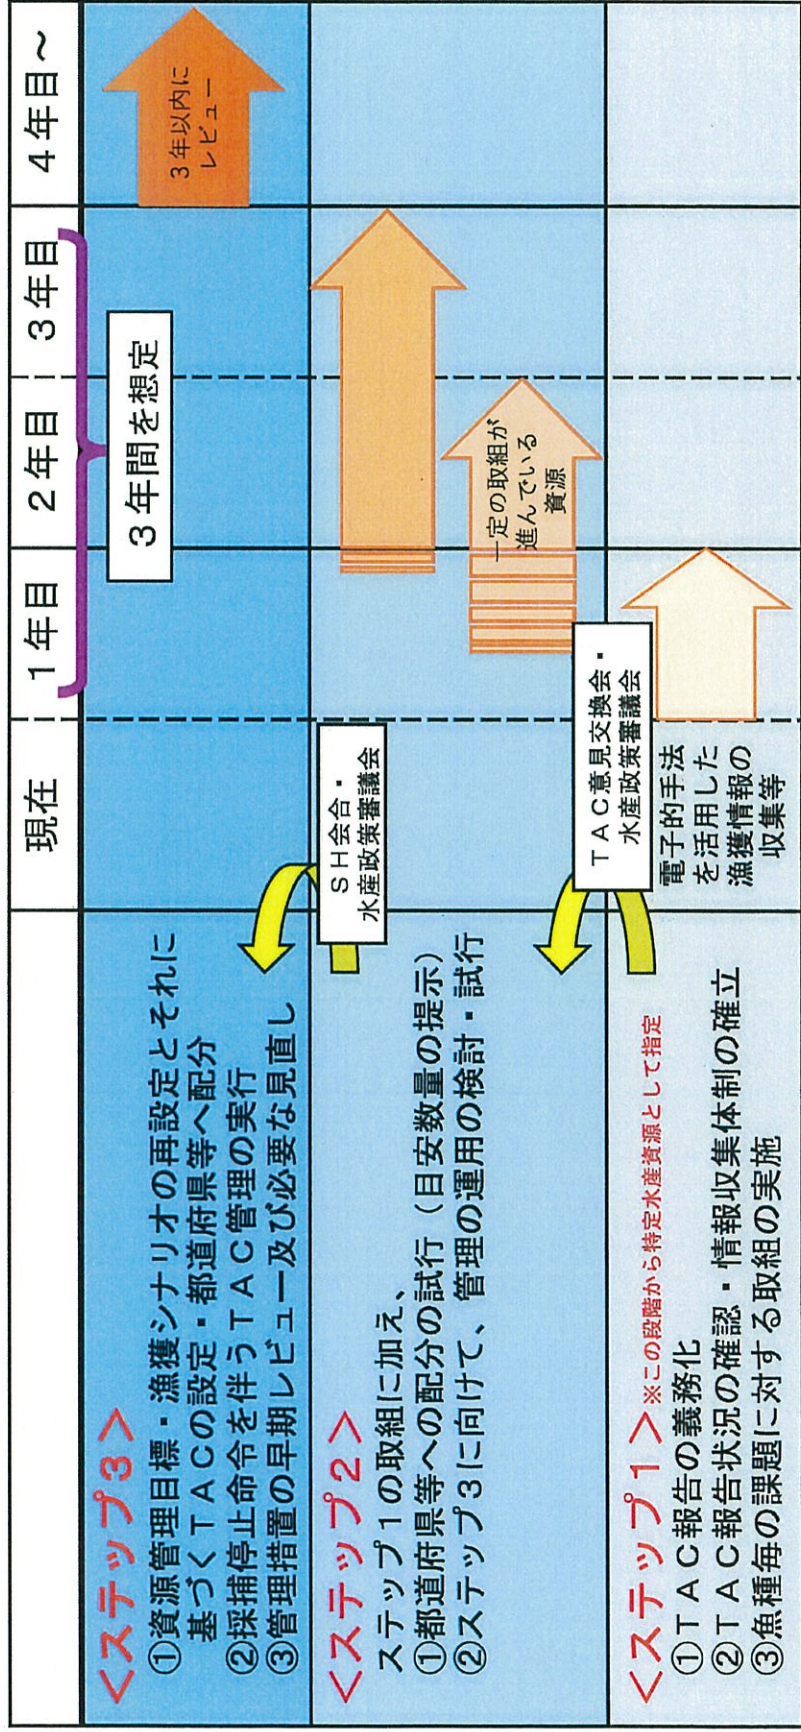 現在
1年目
2年目
3年目
4年目～
3年間を想定
＜ステップ3＞
①資源管理目標・漁獲シナリオの再設定とそれに
基づくTACの設定・都道府県等へ配分
②採捕停止命令を伴うTAC管理の実行
③管理措置の早期レビュー及び必要な見直し
3年以内に
レビュー
SH会合・
水産政策審議会
＜ステップ2＞
ステップ1の取組に加え、
①都道府県等への配分の試行（目安数量の提示）
②ステップ3に向けて、管理の運用の検討・試行
一定の取組が
進んでいる
資源
TAC意見交換会・
水産政策審議会
＜ステップ1＞※この段階から特定水産資源として指定
①TAC報告の義務化
②TAC報告状況の確認・情報収集体制の確立
③魚種毎の課題に対する取組の実施
電子的手法
を活用した
漁獲情報の
収集等